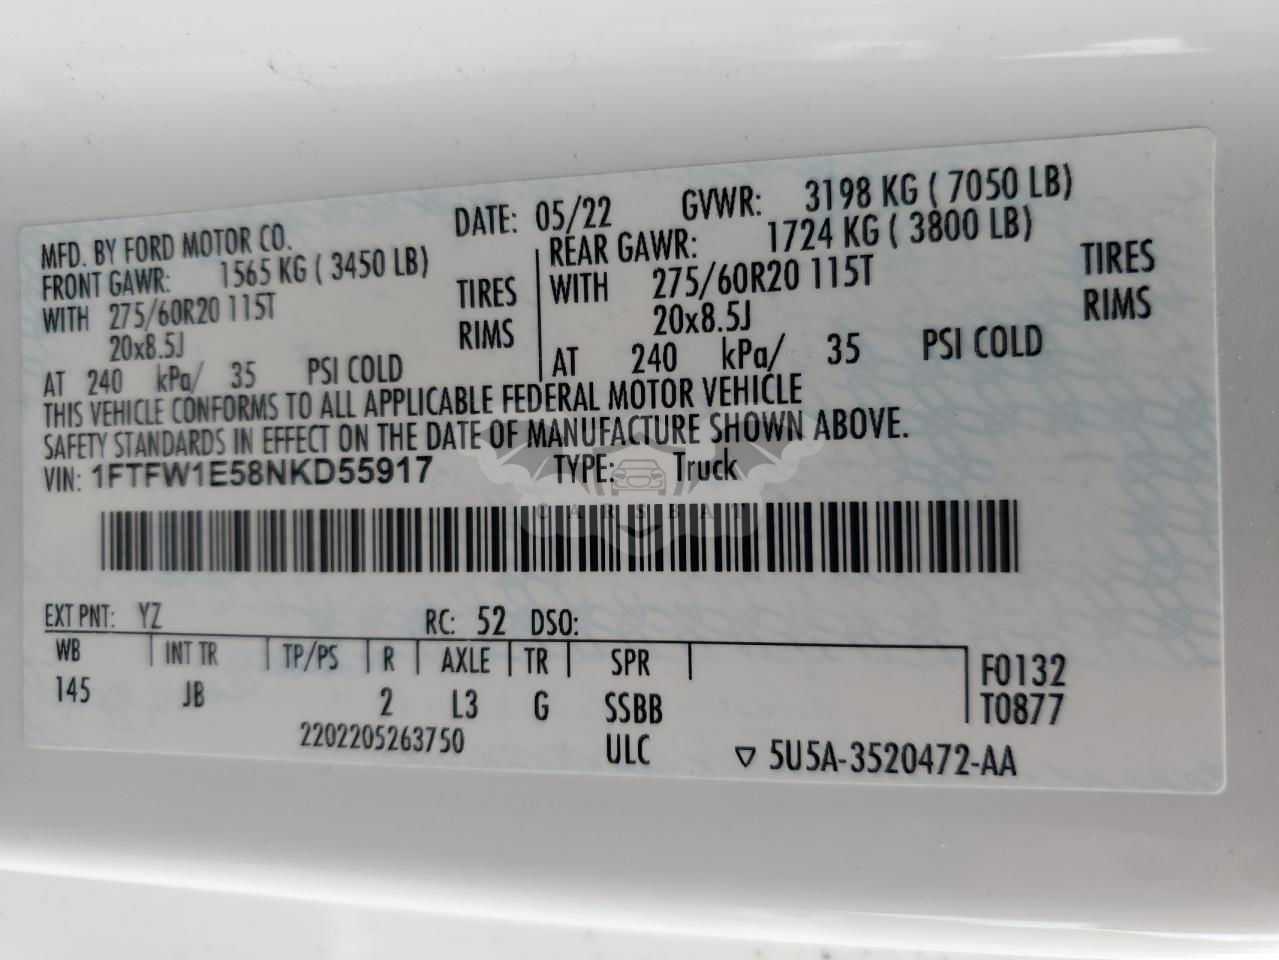 MFD. BY FORD MOTOR CO. DATE: 05/22 GVWR: 3198 KG ( 7050 LB)
FRONT GAWR: 1565 KG ( 3450 LB) REAR GAWR: 1724 KG ( 3800 LB)
WITH 275/60R20 115T TIRES WITH 275/60R20 115T TIRES
20x8.5J RIMS 20x8.5J RIMS
AT 240 kPa/ 35 PSI COLD AT 240 kPa/ 35 PSI COLD
THIS VEHICLE CONFORMS TO ALL APPLICABLE FEDERAL MOTOR VEHICLE
SAFETY STANDARDS IN EFFECT ON THE DATE OF MANUFACTURE SHOWN ABOVE.
VIN: 1FTFW1E58NKD55917 TYPE: Truck
CARSBAT
EXT PNT: YZ RC: 52 DSO:
WB INT TR TP/PS R AXLE TR SPR F0132
145 JB 2 L3 G SSBB T0877
2202205263750 ULC ▽ 5U5A-3520472-AA